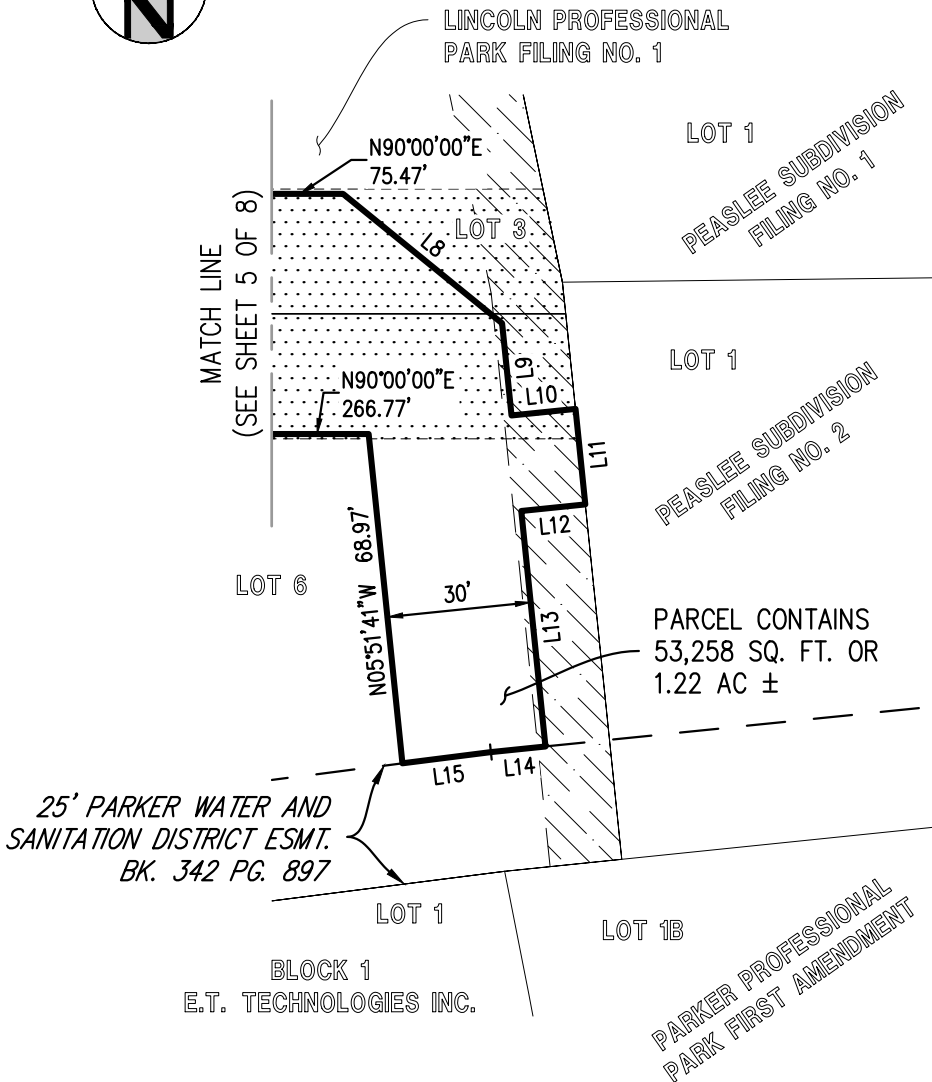 N
LINCOLN PROFESSIONAL
PARK FILING NO. 1
LOT 1
PEASLEE SUBDIVISION
FILING NO. 1
N90°00'00"E
75.47'
LOT 3
L8
MATCH LINE
(SEE SHEET 5 OF 8)
LOT 1
L9
N90°00'00"E
266.77'
L10
PEASLEE SUBDIVISION
FILING NO. 2
L11
L12
N05°51'41"W 68.97'
LOT 6
30'
L13
PARCEL CONTAINS
53,258 SQ. FT. OR
1.22 AC ±
L15
L14
25' PARKER WATER AND
SANITATION DISTRICT ESMT.
BK. 342 PG. 897
LOT 1
LOT 1B
BLOCK 1
E.T. TECHNOLOGIES INC.
PARKER PROFESSIONAL
PARK FIRST AMENDMENT